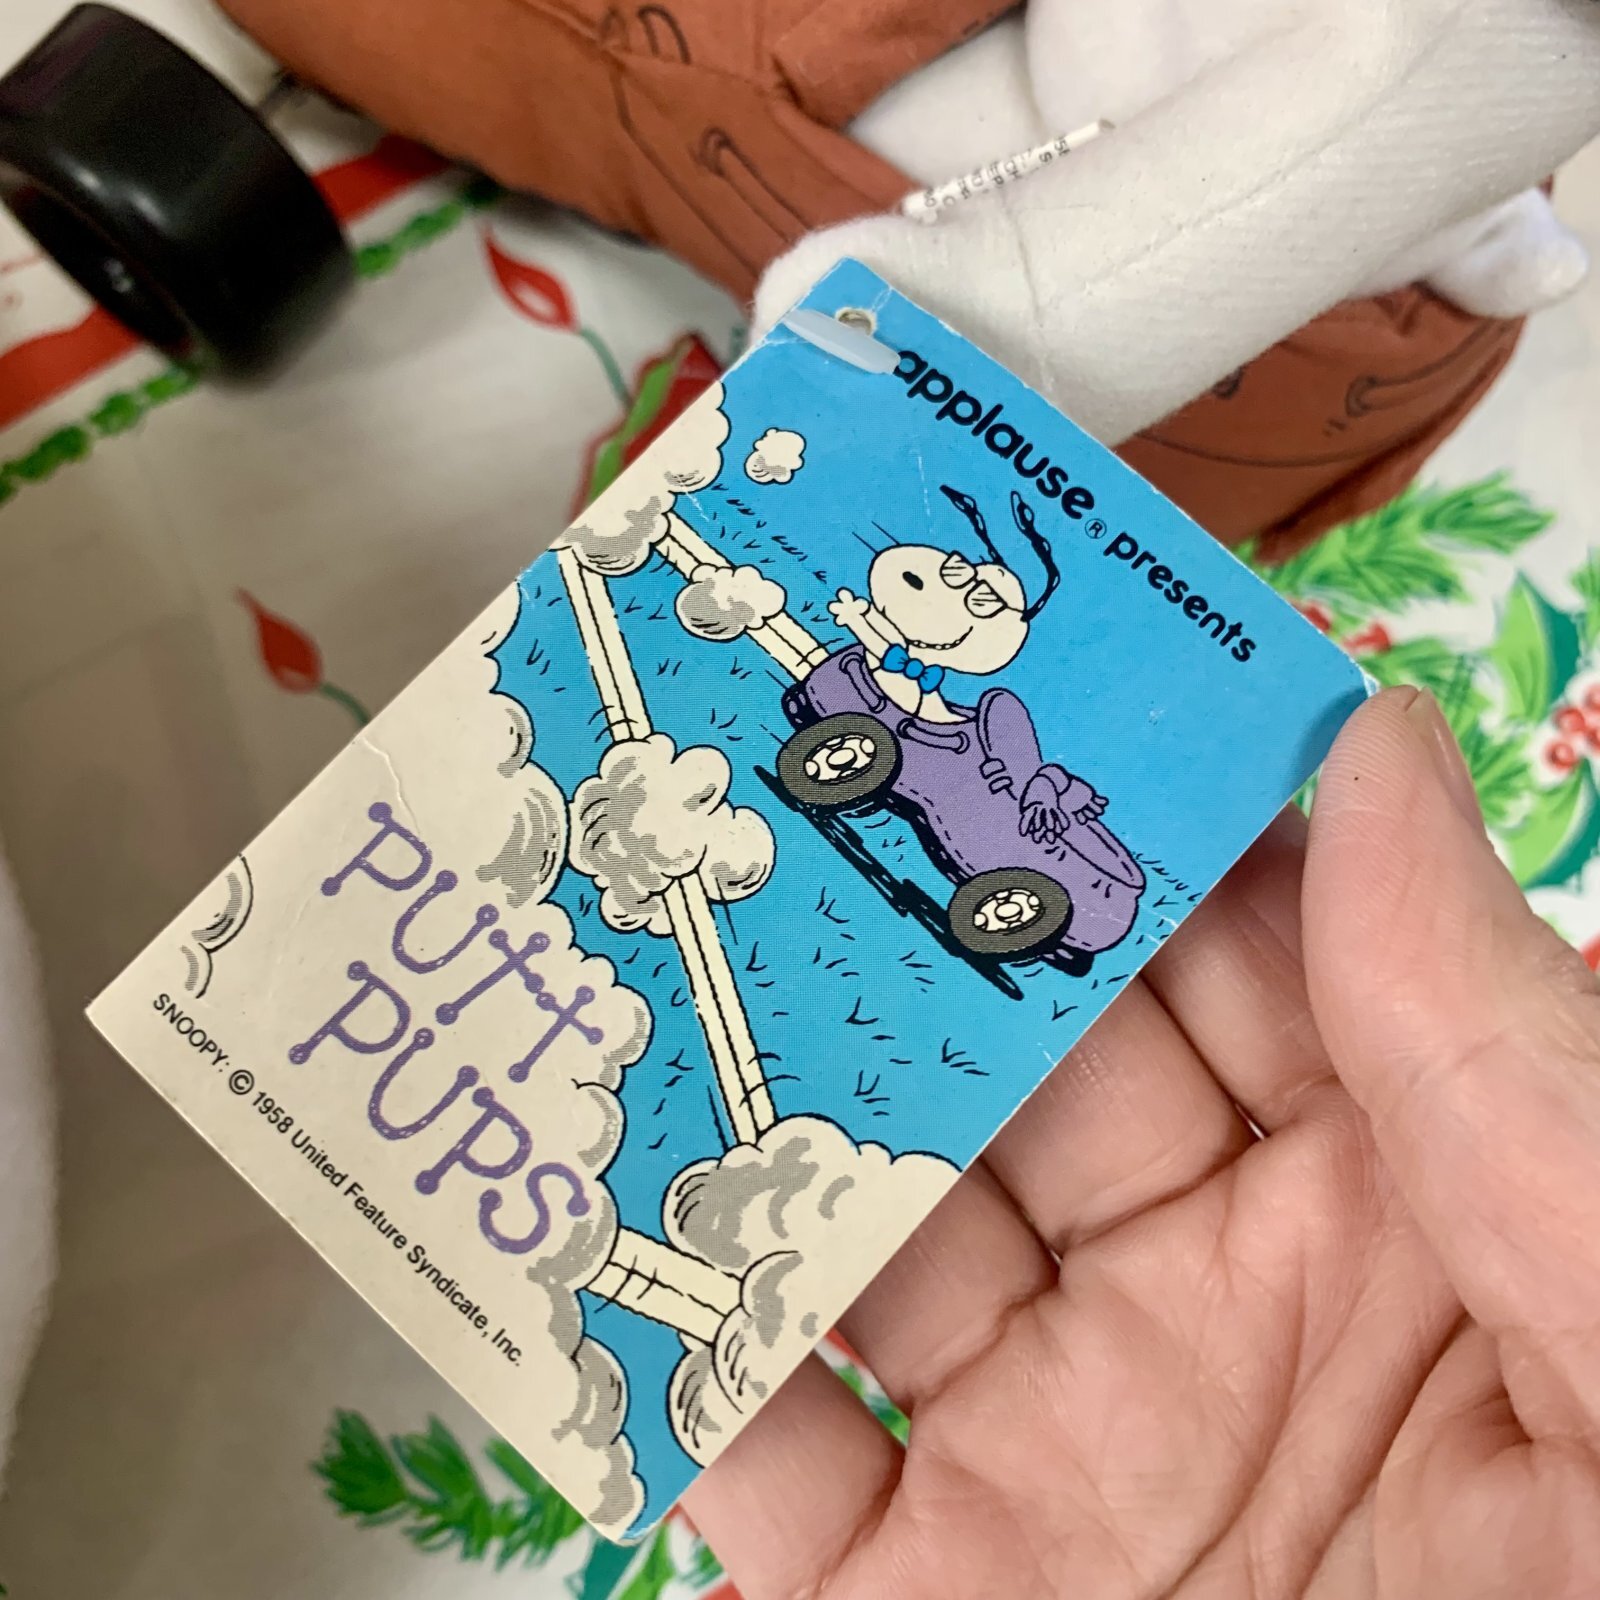 applause® presents
PUTT
PUPS
SNOOPY: © 1958 United Feature Syndicate, Inc.